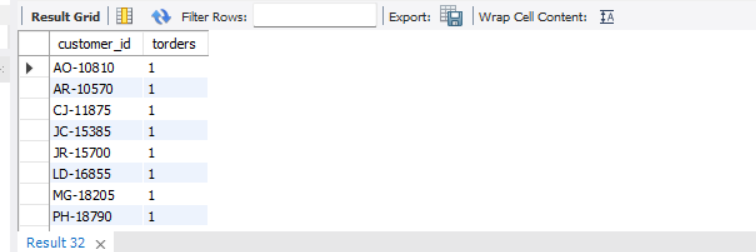 Result Grid Filter Rows: Export: Wrap Cell Content: IA
customer_id torders
AO-10810 1
AR-10570 1
CJ-11875 1
JC-15385 1
JR-15700 1
LD-16855 1
MG-18205 1
PH-18790 1
Result 32 ×